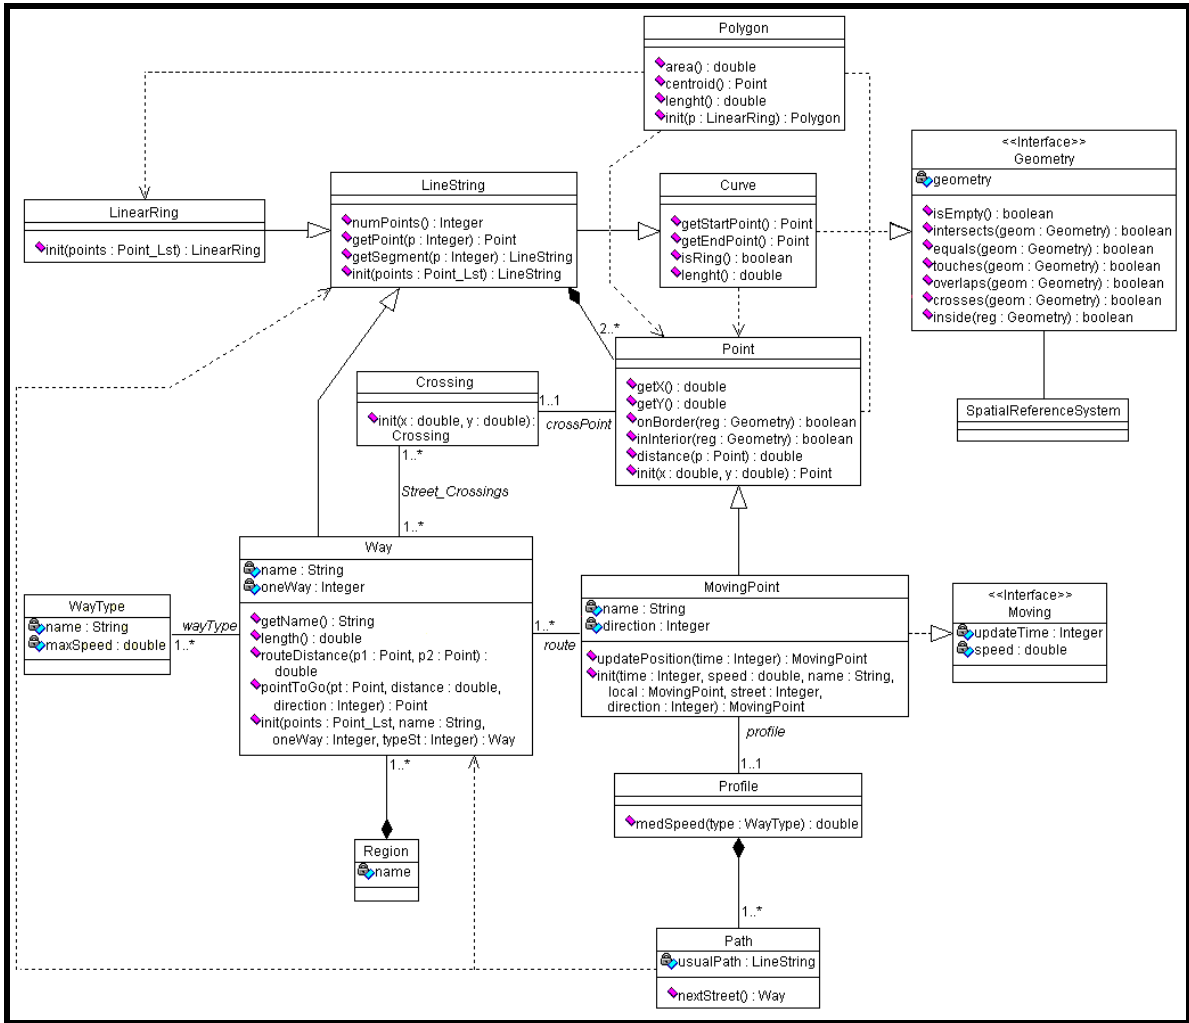 Polygon
area() : double
centroid() : Point
lenght() : double
init(p : LinearRing) : Polygon
<<Interface>>
Geometry
geometry
isEmpty() : boolean
intersects(geom : Geometry) : boolean
equals(geom : Geometry) : boolean
touches(geom : Geometry) : boolean
overlaps(geom : Geometry) : boolean
crosses(geom : Geometry) : boolean
inside(reg : Geometry) : boolean
LinearRing
init(points : Point_Lst) : LinearRing
LineString
numPoints() : Integer
getPoint(p : Integer) : Point
getSegment(p : Integer) : LineString
init(points : Point_Lst) : LineString
Curve
getStartPoint() : Point
getEndPoint() : Point
isRing() : boolean
lenght() : double
2..*
Point
getX() : double
getY() : double
onBorder(reg : Geometry) : boolean
inInterior(reg : Geometry) : boolean
distance(p : Point) : double
init(x : double, y : double) : Point
SpatialReferenceSystem
Crossing
init(x : double, y : double) :
Crossing
1..1
crossPoint
1..*
Street_Crossings
1..*
Way
name : String
oneWay : Integer
getName() : String
length() : double
routeDistance(p1 : Point, p2 : Point) :
double
pointToGo(pt : Point, distance : double,
direction : Integer) : Point
init(points : Point_Lst, name : String,
oneWay : Integer, typeSt : Integer) : Way
WayType
name : String
maxSpeed : double
wayType
1..*
1..*
route
MovingPoint
name : String
direction : Integer
updatePosition(time : Integer) : MovingPoint
init(time : Integer, speed : double, name : String,
local : MovingPoint, street : Integer,
direction : Integer) : MovingPoint
<<Interface>>
Moving
updateTime : Integer
speed : double
profile
1..1
Profile
medSpeed(type : WayType) : double
1..*
Region
name
1..*
Path
usualPath : LineString
nextStreet() : Way